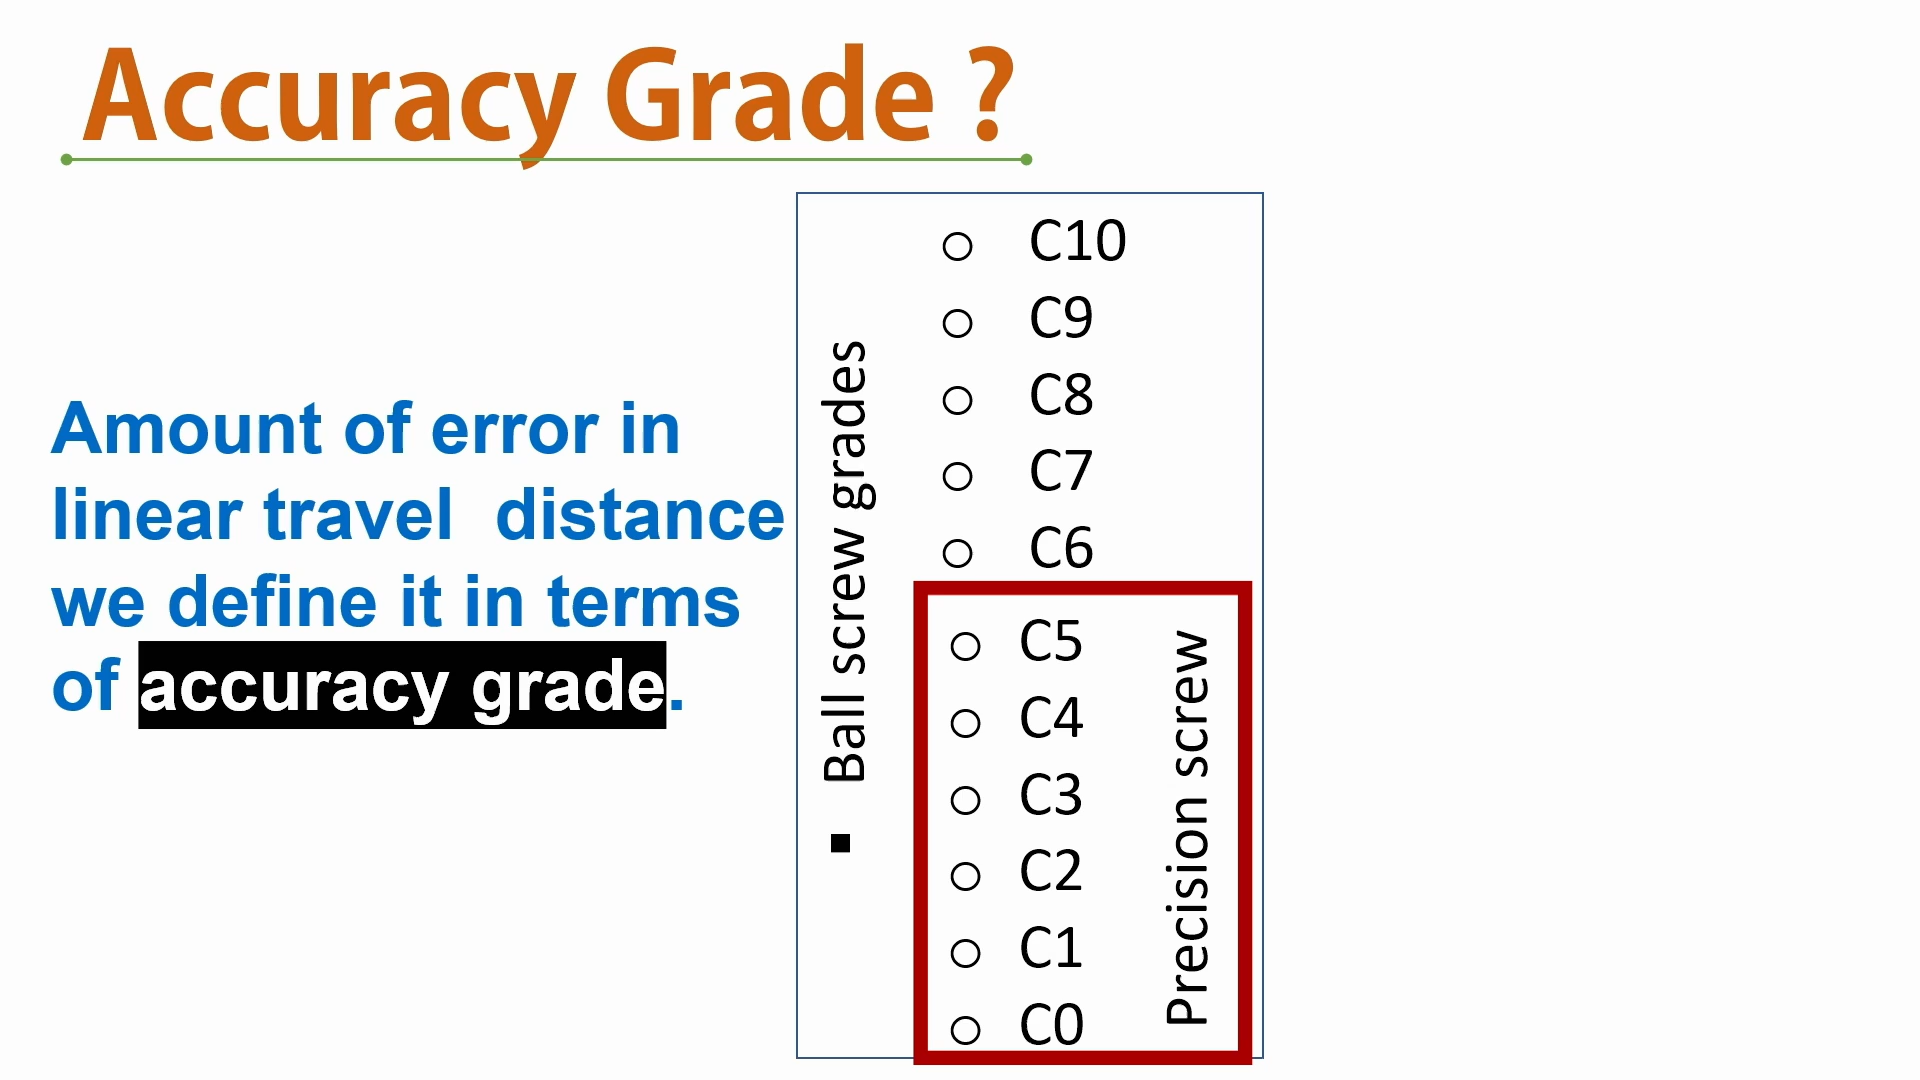 Accuracy Grade ?
Amount of error in
linear travel  distance
we define it in terms
of accuracy grade.
▪ Ball screw grades
○ C10
○ C9
○ C8
○ C7
○ C6
○ C5
○ C4
○ C3
○ C2
○ C1
○ C0
Precision screw